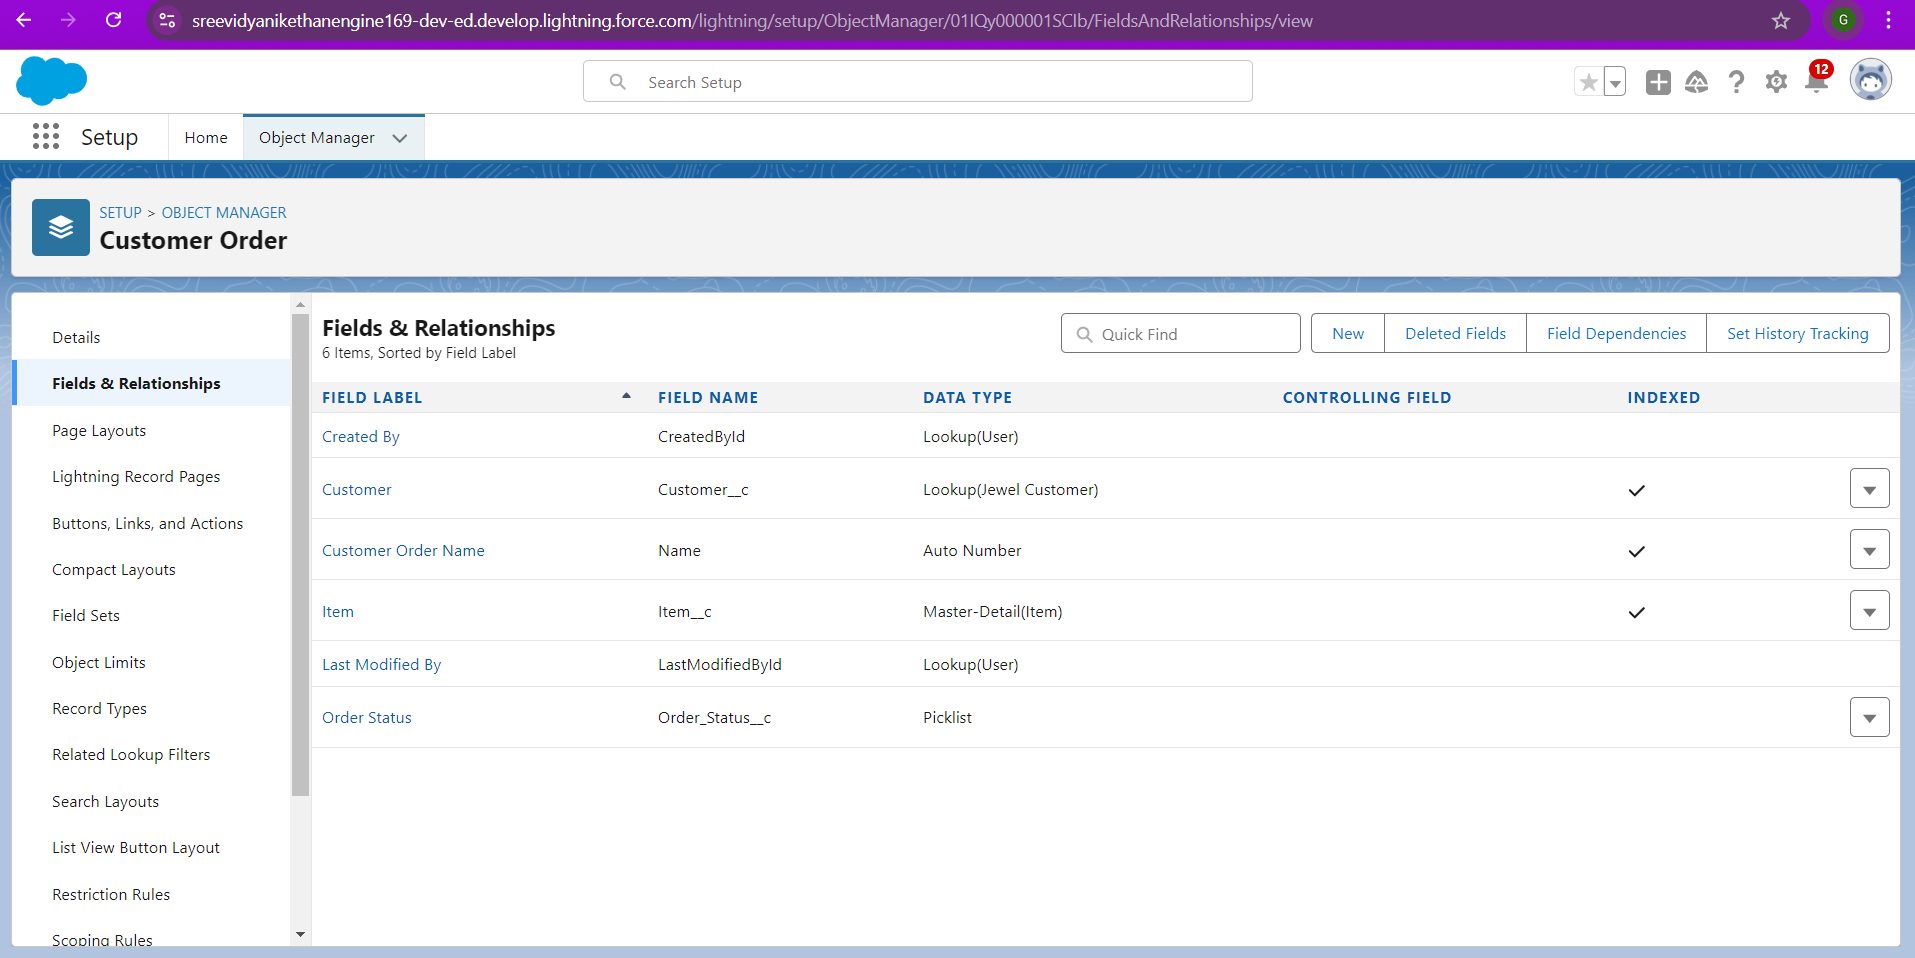 sreevidyanikethanengine169-dev-ed.develop.lightning.force.com/lightning/setup/ObjectManager/01IQy000001SCIb/FieldsAndRelationships/view
G
Search Setup
12
Setup
Home
Object Manager
SETUP > OBJECT MANAGER
Customer Order
Details
Fields & Relationships
Page Layouts
Lightning Record Pages
Buttons, Links, and Actions
Compact Layouts
Field Sets
Object Limits
Record Types
Related Lookup Filters
Search Layouts
List View Button Layout
Restriction Rules
Scoping Rules
Fields & Relationships
6 Items, Sorted by Field Label
Quick Find
New
Deleted Fields
Field Dependencies
Set History Tracking
FIELD LABEL FIELD NAME DATA TYPE CONTROLLING FIELD INDEXED
Created By CreatedById Lookup(User)
Customer Customer__c Lookup(Jewel Customer)
Customer Order Name Name Auto Number
Item Item__c Master-Detail(Item)
Last Modified By LastModifiedById Lookup(User)
Order Status Order_Status__c Picklist